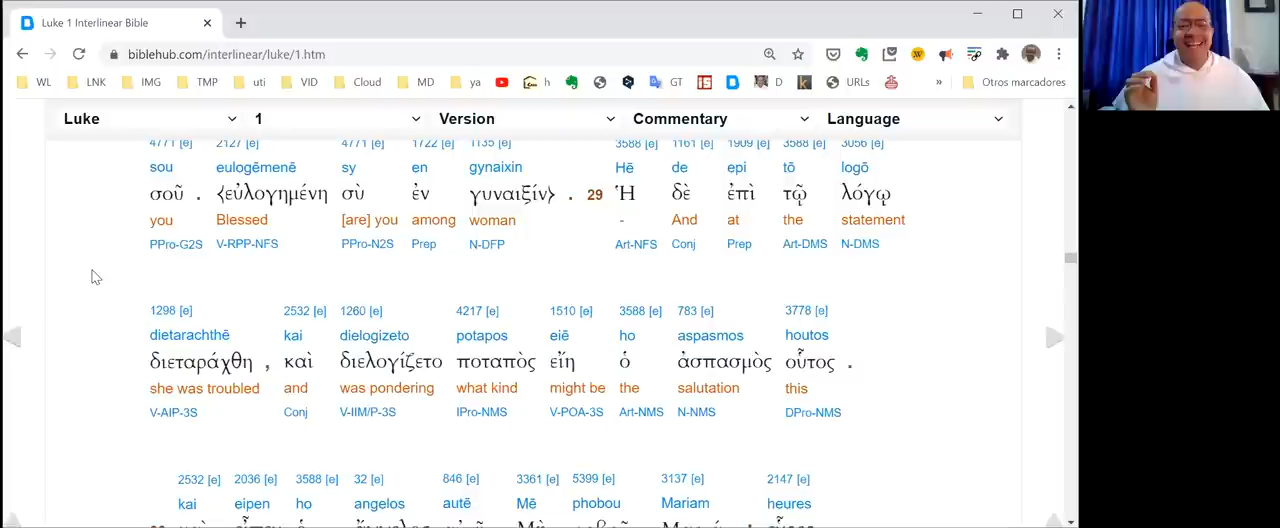 Luke 1 Interlinear Bible
biblehub.com/interlinear/luke/1.htm
WL LNK IMG TMP uti VID Cloud MD ya h GT D K URLs » Otros marcadores
Luke 1 Version Commentary Language
4771 [e] 2127 [e] 4771 [e] 1722 [e] 1135 [e] 3588 [e] 1161 [e] 1909 [e] 3588 [e] 3056 [e]
sou eulogēmenē sy en gynaixin Hē de epi tō logō
σοῦ . ⟨εὐλογημένη σὺ ἐν γυναιξίν⟩ . 29 Ἡ δὲ ἐπὶ τῷ λόγῳ
you Blessed [are] you among woman - And at the statement
PPro-G2S V-RPP-NFS PPro-N2S Prep N-DFP Art-NFS Conj Prep Art-DMS N-DMS
1298 [e] 2532 [e] 1260 [e] 4217 [e] 1510 [e] 3588 [e] 783 [e] 3778 [e]
dietarachthē kai dielogizeto potapos eiē ho aspasmos houtos
διεταράχθη , καὶ διελογίζετο ποταπὸς εἴη ὁ ἀσπασμὸς οὗτος .
she was troubled and was pondering what kind might be the salutation this
V-AIP-3S Conj V-IIM/P-3S IPro-NMS V-POA-3S Art-NMS N-NMS DPro-NMS
2532 [e] 2036 [e] 3588 [e] 32 [e] 846 [e] 3361 [e] 5399 [e] 3137 [e] 2147 [e]
kai eipen ho angelos autē Mē phobou Mariam heures